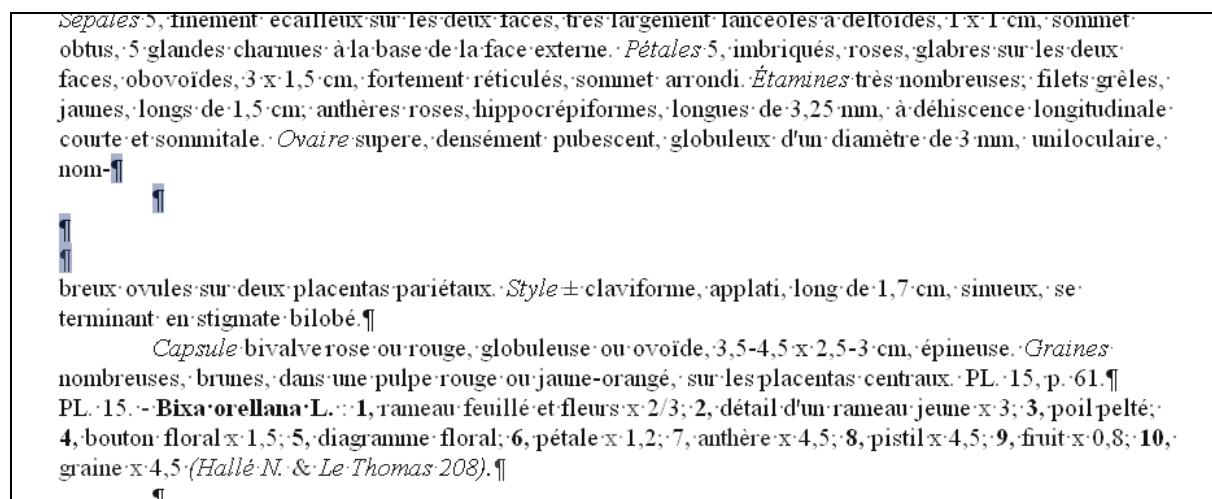 Sépales 5, finement écailleux sur les deux faces, très largement lancéolés à deltoïdes, 1 x 1 cm, sommet
obtus, 5 glandes charnues à la base de la face externe. Pétales 5, imbriqués, roses, glabres sur les deux
faces, obovoïdes, 3 x 1,5 cm, fortement réticulés, sommet arrondi. Étamines très nombreuses; filets grêles,
jaunes, longs de 1,5 cm; anthères roses, hippocrépiformes, longues de 3,25 mm, à déhiscence longitudinale
courte et sommitale. Ovaire supere, densément pubescent, globuleux d'un diamètre de 3 mm, uniloculaire,
nom-¶
¶
¶
¶
breux ovules sur deux placentas pariétaux. Style ± claviforme, applati, long de 1,7 cm, sinueux, se
terminant en stigmate bilobé.¶
Capsule bivalve rose ou rouge, globuleuse ou ovoïde, 3,5-4,5 x 2,5-3 cm, épineuse. Graines
nombreuses, brunes, dans une pulpe rouge ou jaune-orangé, sur les placentas centraux. PL. 15, p. 61.¶
PL. 15. - Bixa orellana L. : 1, rameau feuillé et fleurs x 2/3; 2, détail d'un rameau jeune x 3; 3, poil pelté;
4, bouton floral x 1,5; 5, diagramme floral; 6, pétale x 1,2; 7, anthère x 4,5; 8, pistil x 4,5; 9, fruit x 0,8; 10,
graine x 4,5 (Hallé N. & Le Thomas 208).¶
¶